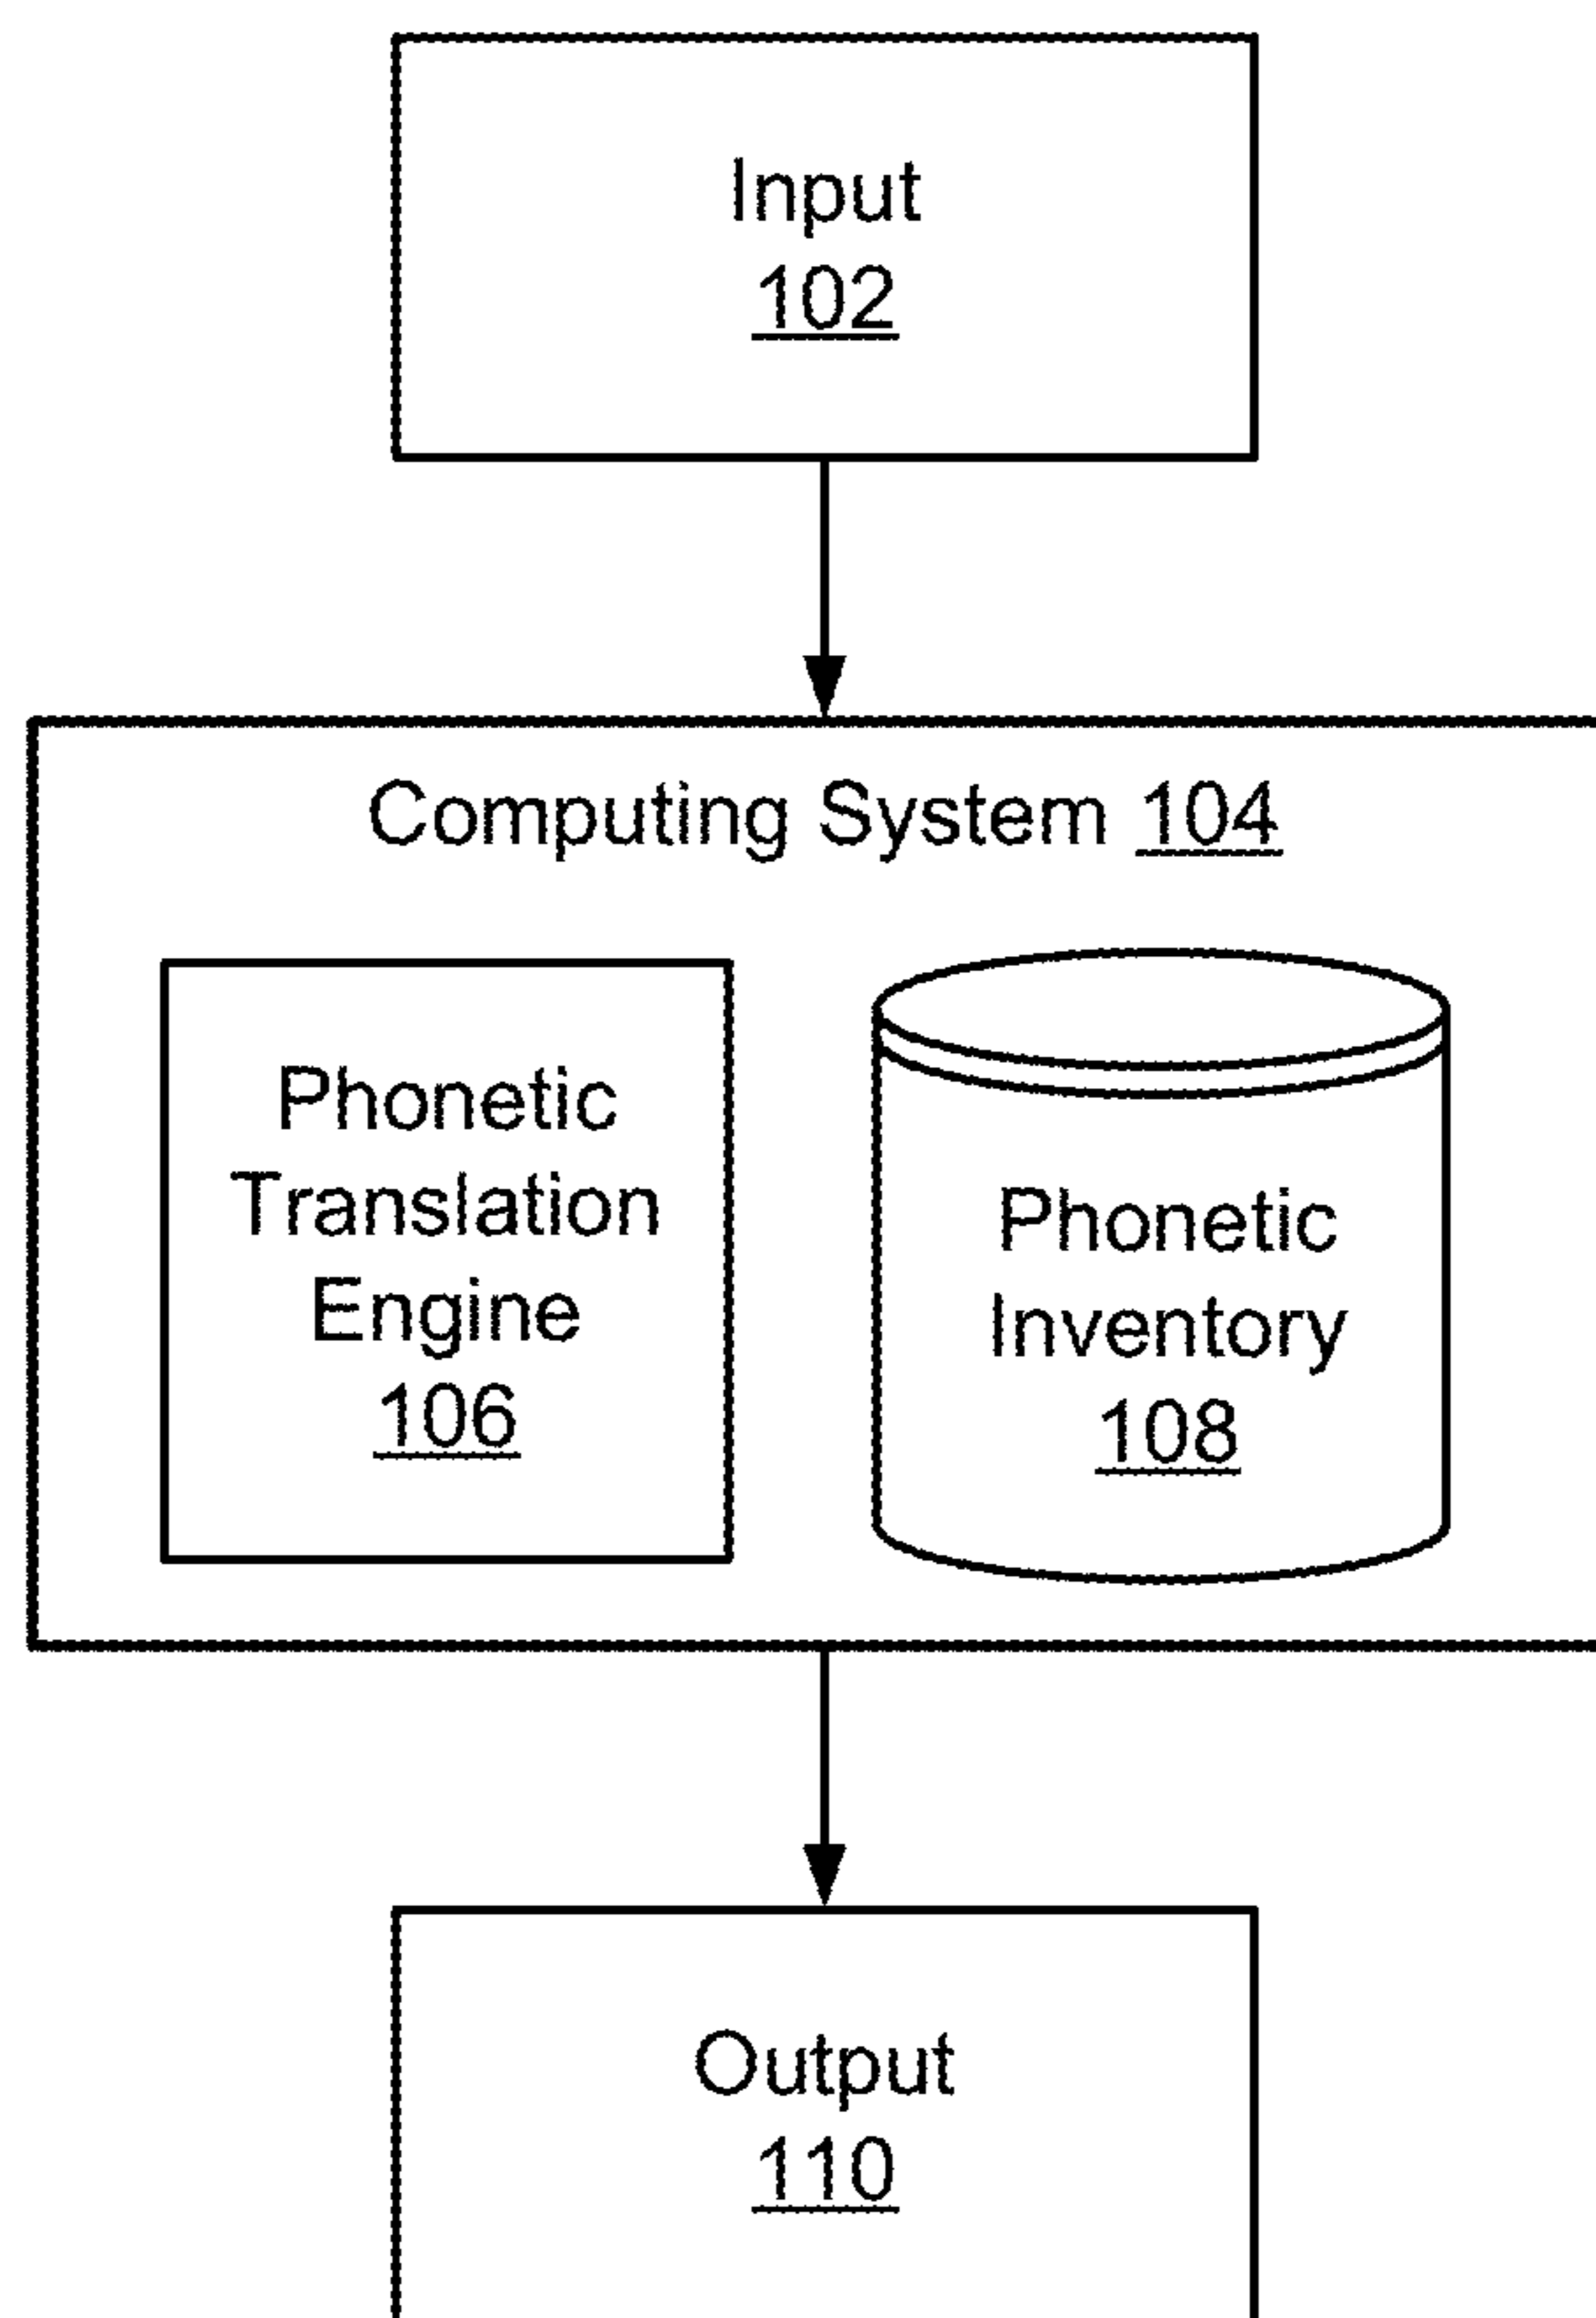 Input
102
Computing System 104
Phonetic
Translation
Engine
106
Phonetic
Inventory
108
Output
110